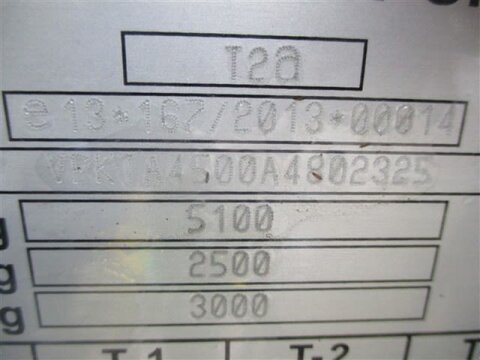 T2a
e13*167/2013*00014
5100
2500
g 3000
T-1 T-2 T